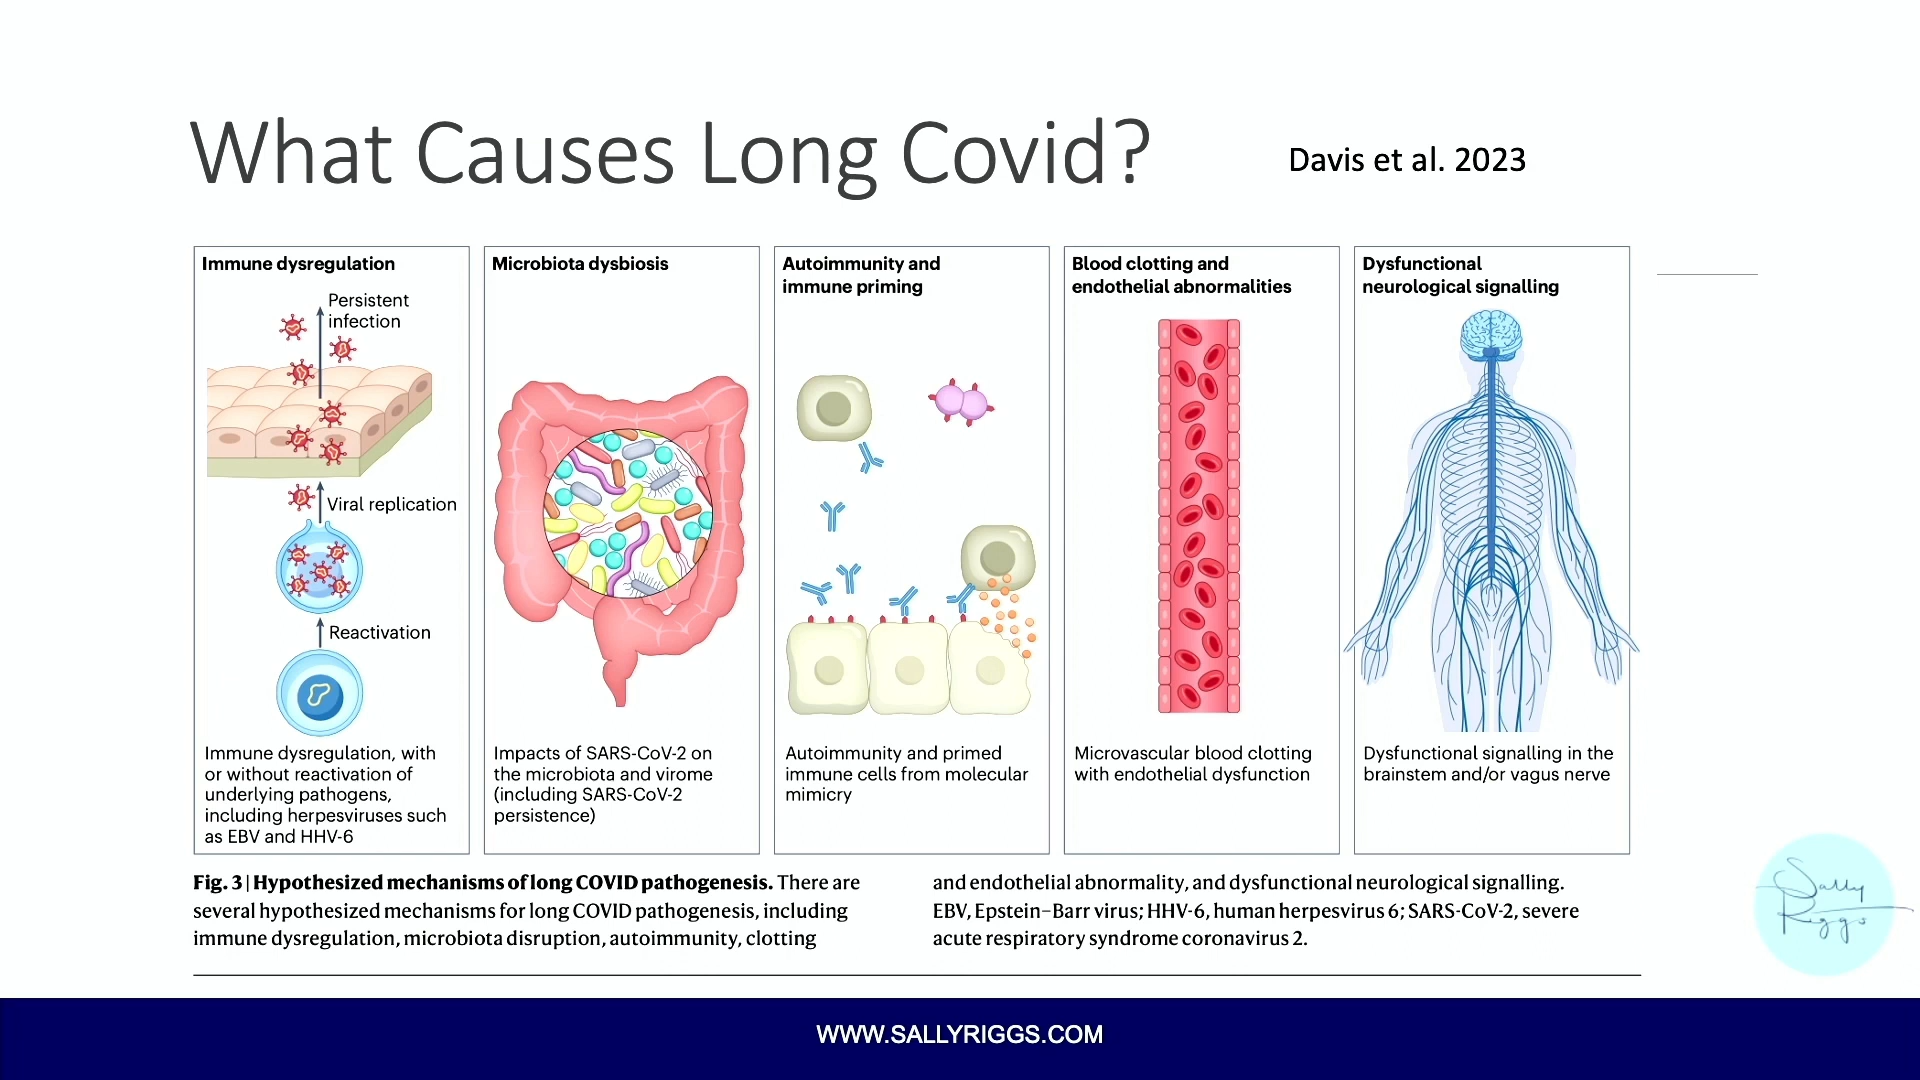 What Causes Long Covid?
Davis et al. 2023
Immune dysregulation
Persistent
infection
Viral replication
Reactivation
Immune dysregulation, with
or without reactivation of
underlying pathogens,
including herpesviruses such
as EBV and HHV-6
Microbiota dysbiosis
Impacts of SARS-CoV-2 on
the microbiota and virome
(including SARS-CoV-2
persistence)
Autoimmunity and
immune priming
Autoimmunity and primed
immune cells from molecular
mimicry
Blood clotting and
endothelial abnormalities
Microvascular blood clotting
with endothelial dysfunction
Dysfunctional
neurological signalling
Dysfunctional signalling in the
brainstem and/or vagus nerve
Fig. 3 | Hypothesized mechanisms of long COVID pathogenesis. There are
several hypothesized mechanisms for long COVID pathogenesis, including
immune dysregulation, microbiota disruption, autoimmunity, clotting
and endothelial abnormality, and dysfunctional neurological signalling.
EBV, Epstein–Barr virus; HHV-6, human herpesvirus 6; SARS-CoV-2, severe
acute respiratory syndrome coronavirus 2.
Sally
Riggs
WWW.SALLYRIGGS.COM